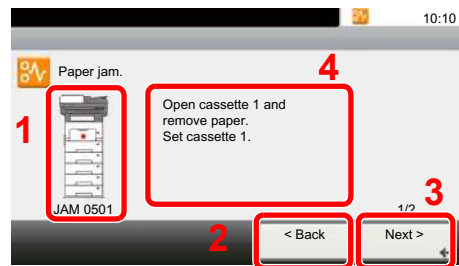 10:10
Paper jam.
4
1
Open cassette 1 and
remove paper.
Set cassette 1.
JAM 0501
1/2
3
2
< Back
Next >